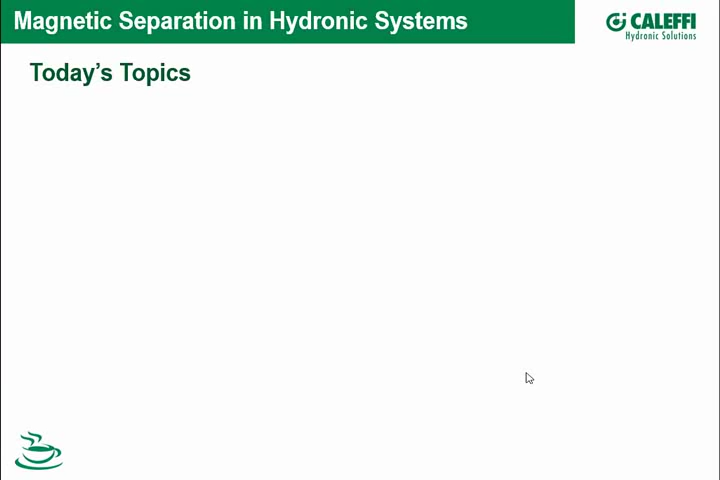 Magnetic Separation in Hydronic Systems
CALEFFI
Hydronic Solutions
Today's Topics